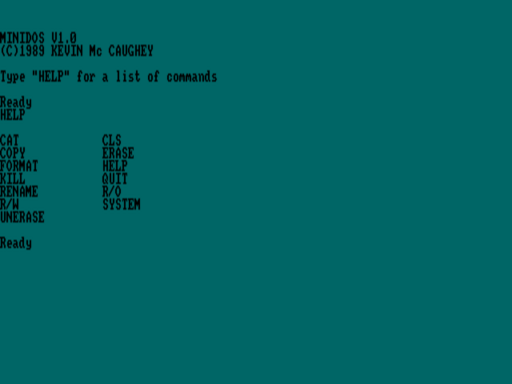 MINIDOS V1.0
(C)1989 KEVIN Mc CAUGHEY
Type "HELP" for a list of commands
Ready
HELP
CAT CLS
COPY ERASE
FORMAT HELP
KILL QUIT
RENAME R/O
R/W SYSTEM
UNERASE
Ready